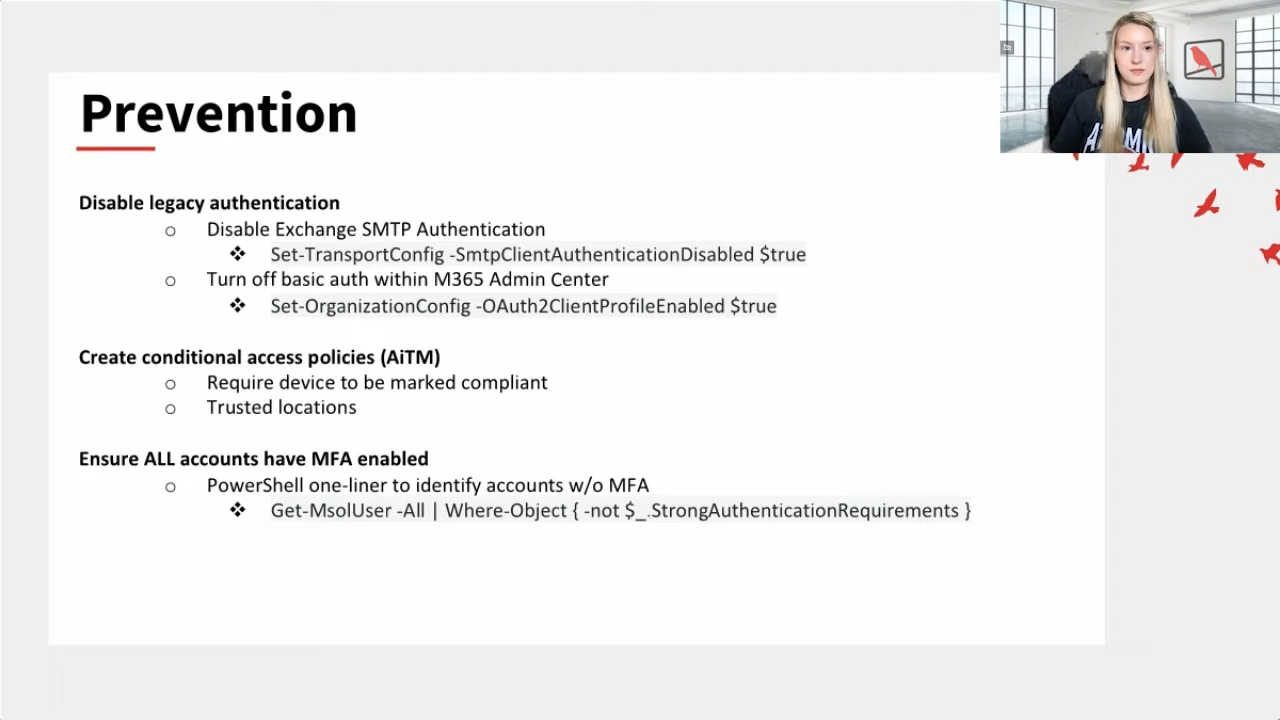 Prevention
Disable legacy authentication
o Disable Exchange SMTP Authentication
❖ Set-TransportConfig -SmtpClientAuthenticationDisabled $true
o Turn off basic auth within M365 Admin Center
❖ Set-OrganizationConfig -OAuth2ClientProfileEnabled $true
Create conditional access policies (AiTM)
o Require device to be marked compliant
o Trusted locations
Ensure ALL accounts have MFA enabled
o PowerShell one-liner to identify accounts w/o MFA
❖ Get-MsolUser -All | Where-Object { -not $_.StrongAuthenticationRequirements }